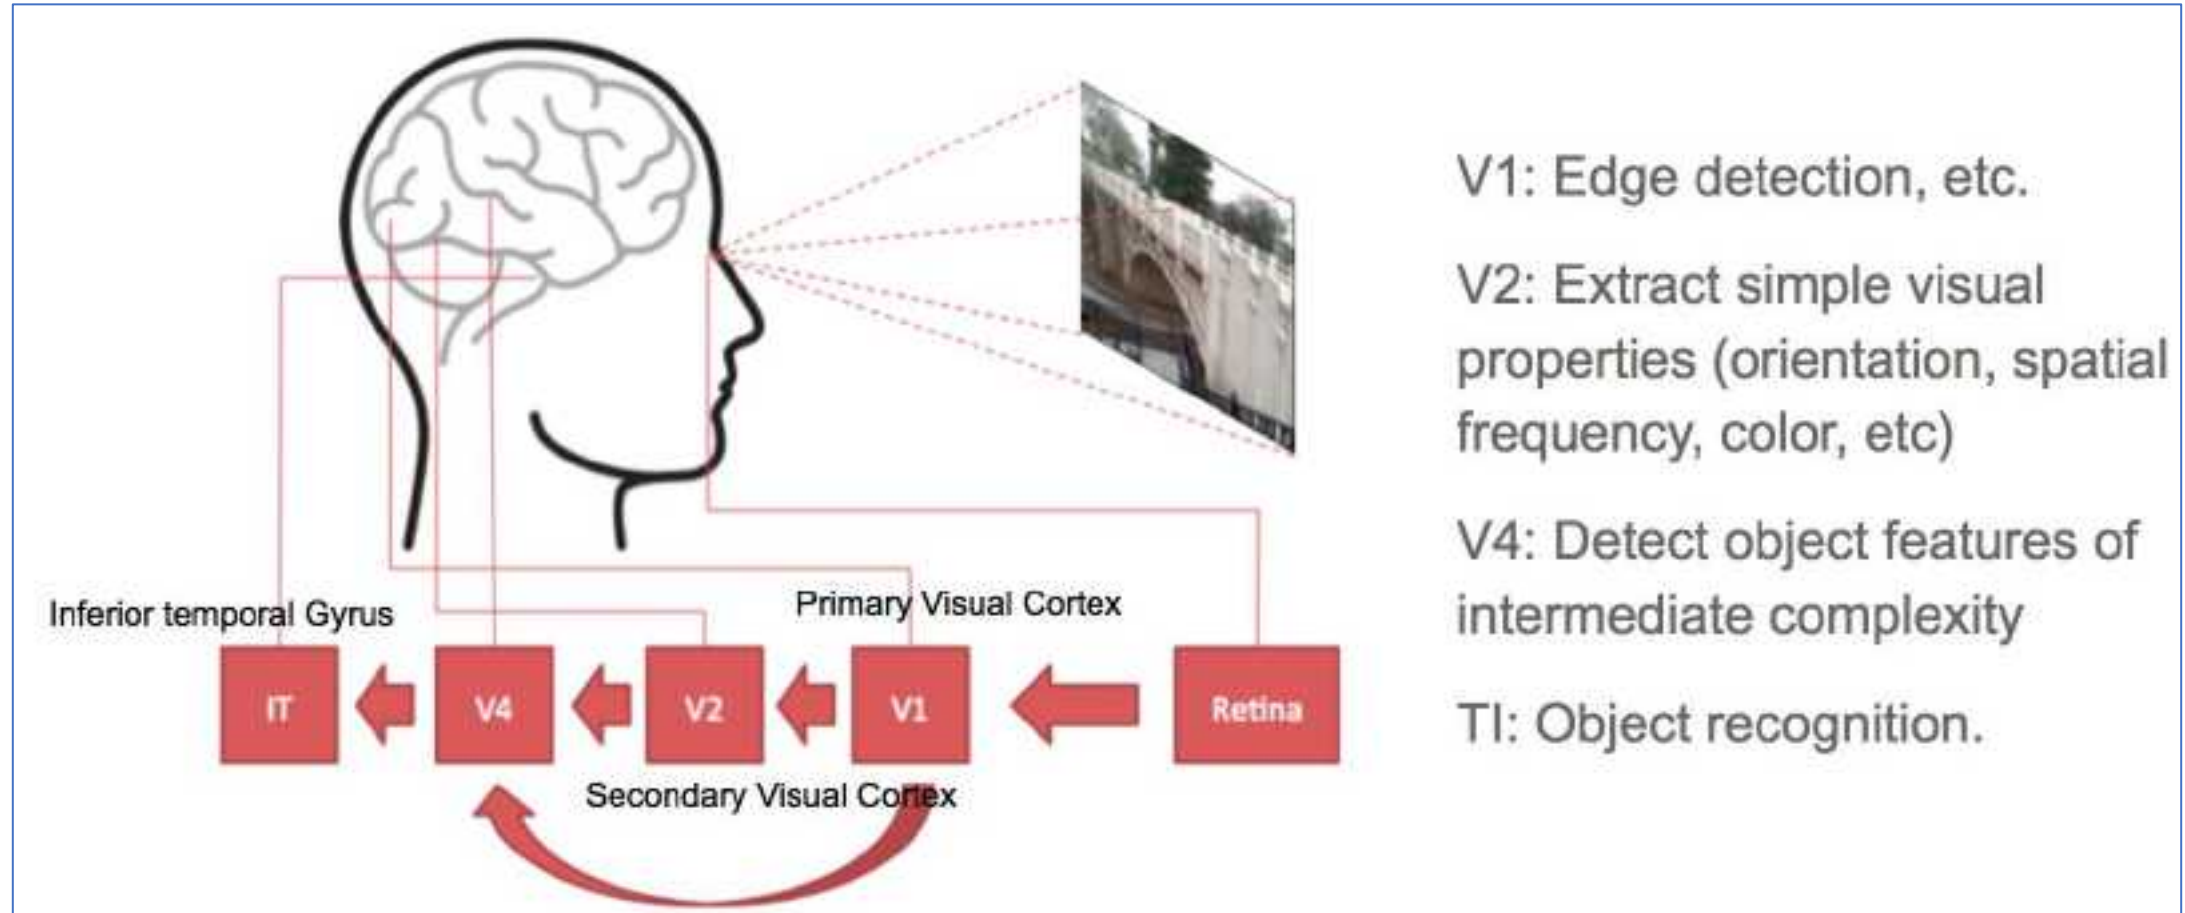 V1: Edge detection, etc.
V2: Extract simple visual
properties (orientation, spatial
frequency, color, etc)
V4: Detect object features of
intermediate complexity
TI: Object recognition.
Inferior temporal Gyrus
Primary Visual Cortex
IT
V4
V2
V1
Retina
Secondary Visual Cortex